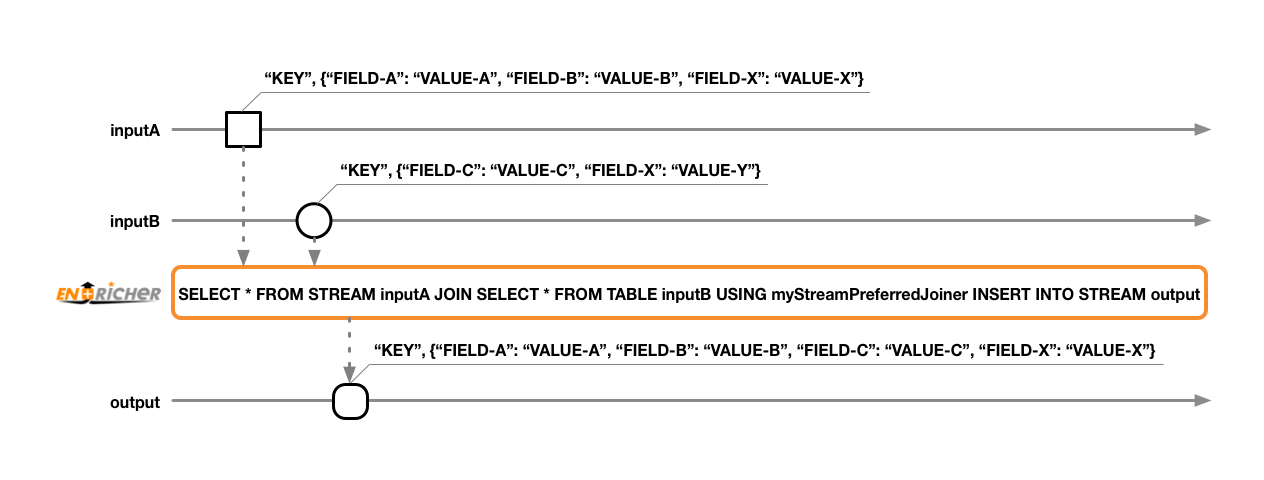 “KEY”, {“FIELD-A”: “VALUE-A”, “FIELD-B”: “VALUE-B”, “FIELD-X”: “VALUE-X”}
inputA
“KEY”, {“FIELD-C”: “VALUE-C”, “FIELD-X”: “VALUE-Y”}
inputB
ENRICHER
SELECT * FROM STREAM inputA JOIN SELECT * FROM TABLE inputB USING myStreamPreferredJoiner INSERT INTO STREAM output
“KEY”, {“FIELD-A”: “VALUE-A”, “FIELD-B”: “VALUE-B”, “FIELD-C”: “VALUE-C”, “FIELD-X”: “VALUE-X”}
output